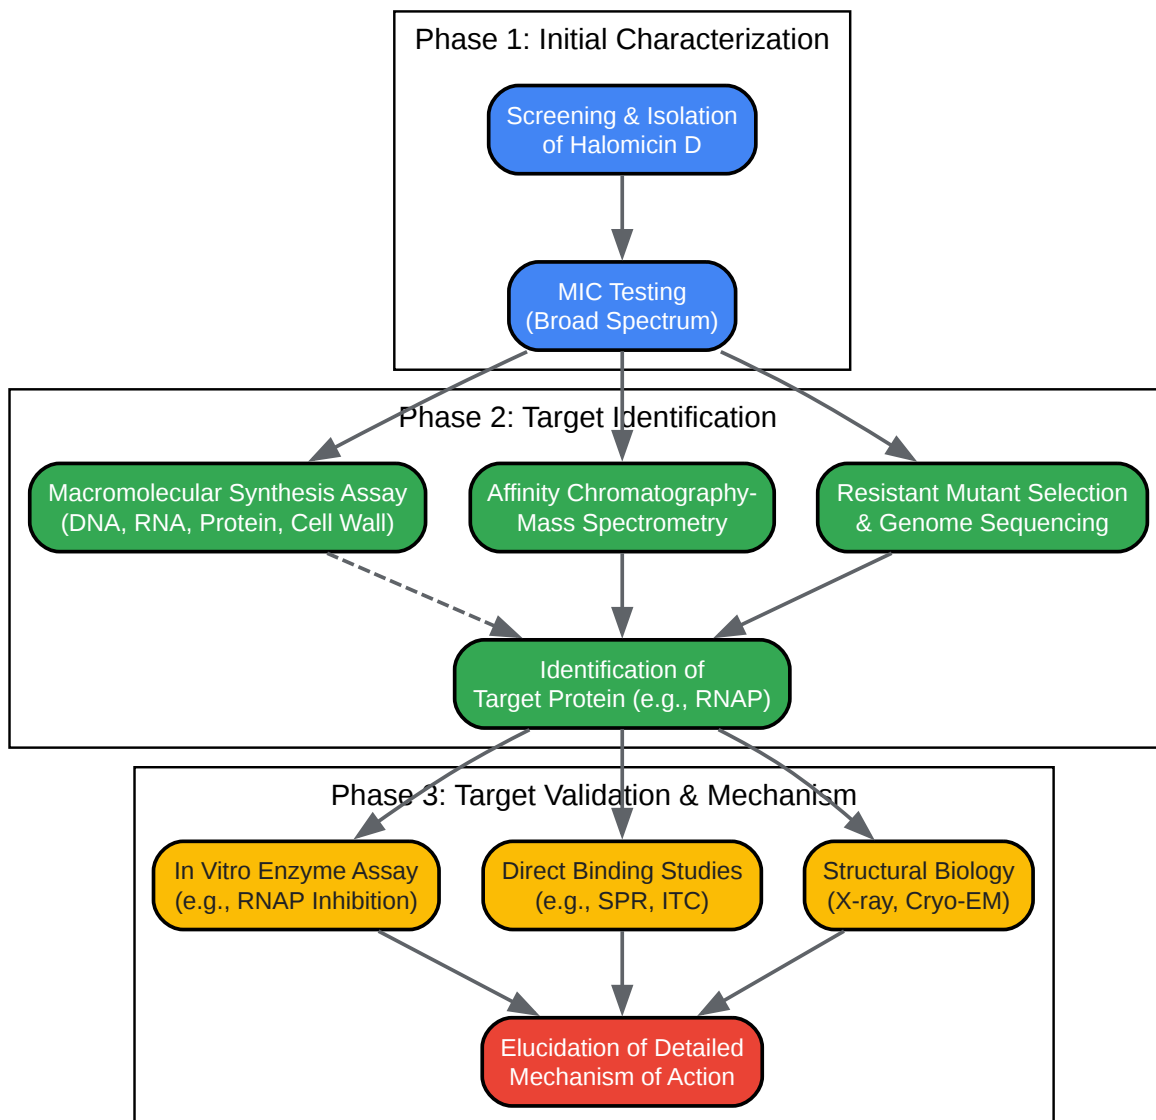 Phase 1: Initial Characterization
Screening & Isolation
of Halomicin D
MIC Testing
(Broad Spectrum)
Phase 2: Target Identification
Macromolecular Synthesis Assay
(DNA, RNA, Protein, Cell Wall)
Affinity Chromatography-
Mass Spectrometry
Resistant Mutant Selection
& Genome Sequencing
Identification of
Target Protein (e.g., RNAP)
Phase 3: Target Validation & Mechanism
In Vitro Enzyme Assay
(e.g., RNAP Inhibition)
Direct Binding Studies
(e.g., SPR, ITC)
Structural Biology
(X-ray, Cryo-EM)
Elucidation of Detailed
Mechanism of Action